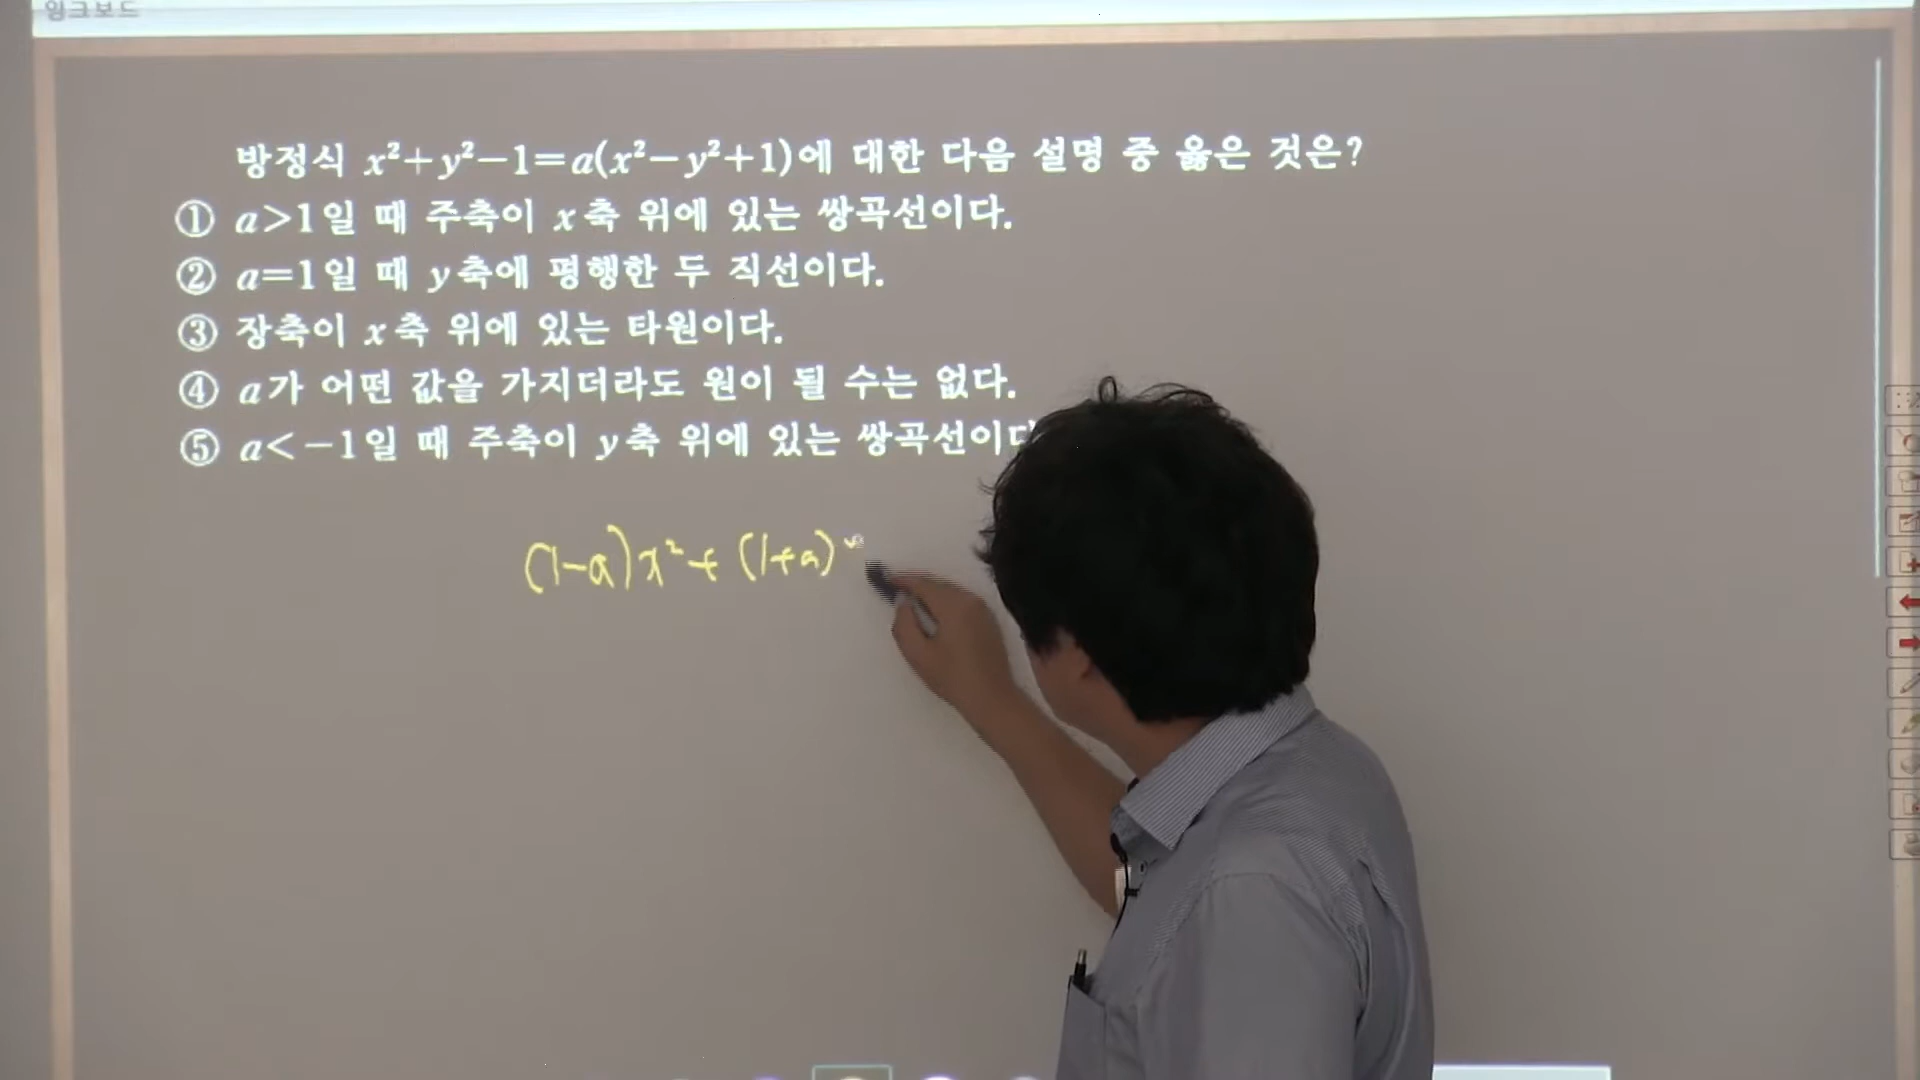 잉크보드
방정식 x²+y²−1=a(x²−y²+1)에 대한 다음 설명 중 옳은 것은?
① a>1일 때 주축이 x축 위에 있는 쌍곡선이다.
② a=1일 때 y축에 평행한 두 직선이다.
③ 장축이 x축 위에 있는 타원이다.
④ a가 어떤 값을 가지더라도 원이 될 수는 없다.
⑤ a<−1일 때 주축이 y축 위에 있는 쌍곡선이다
(1-a)x²+(1+a)